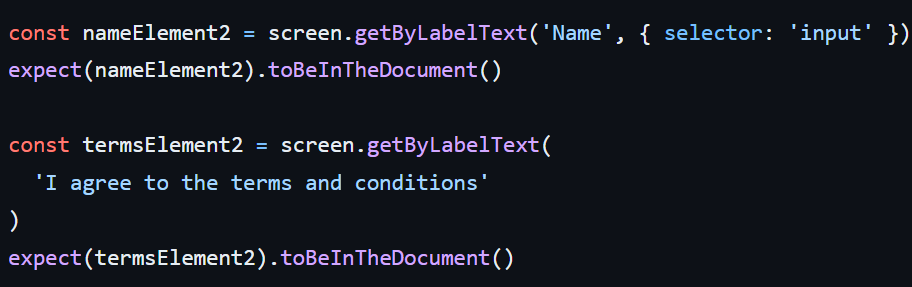 const nameElement2 = screen.getByLabelText('Name', { selector: 'input' })
expect(nameElement2).toBeInTheDocument()
const termsElement2 = screen.getByLabelText(
'I agree to the terms and conditions'
)
expect(termsElement2).toBeInTheDocument()